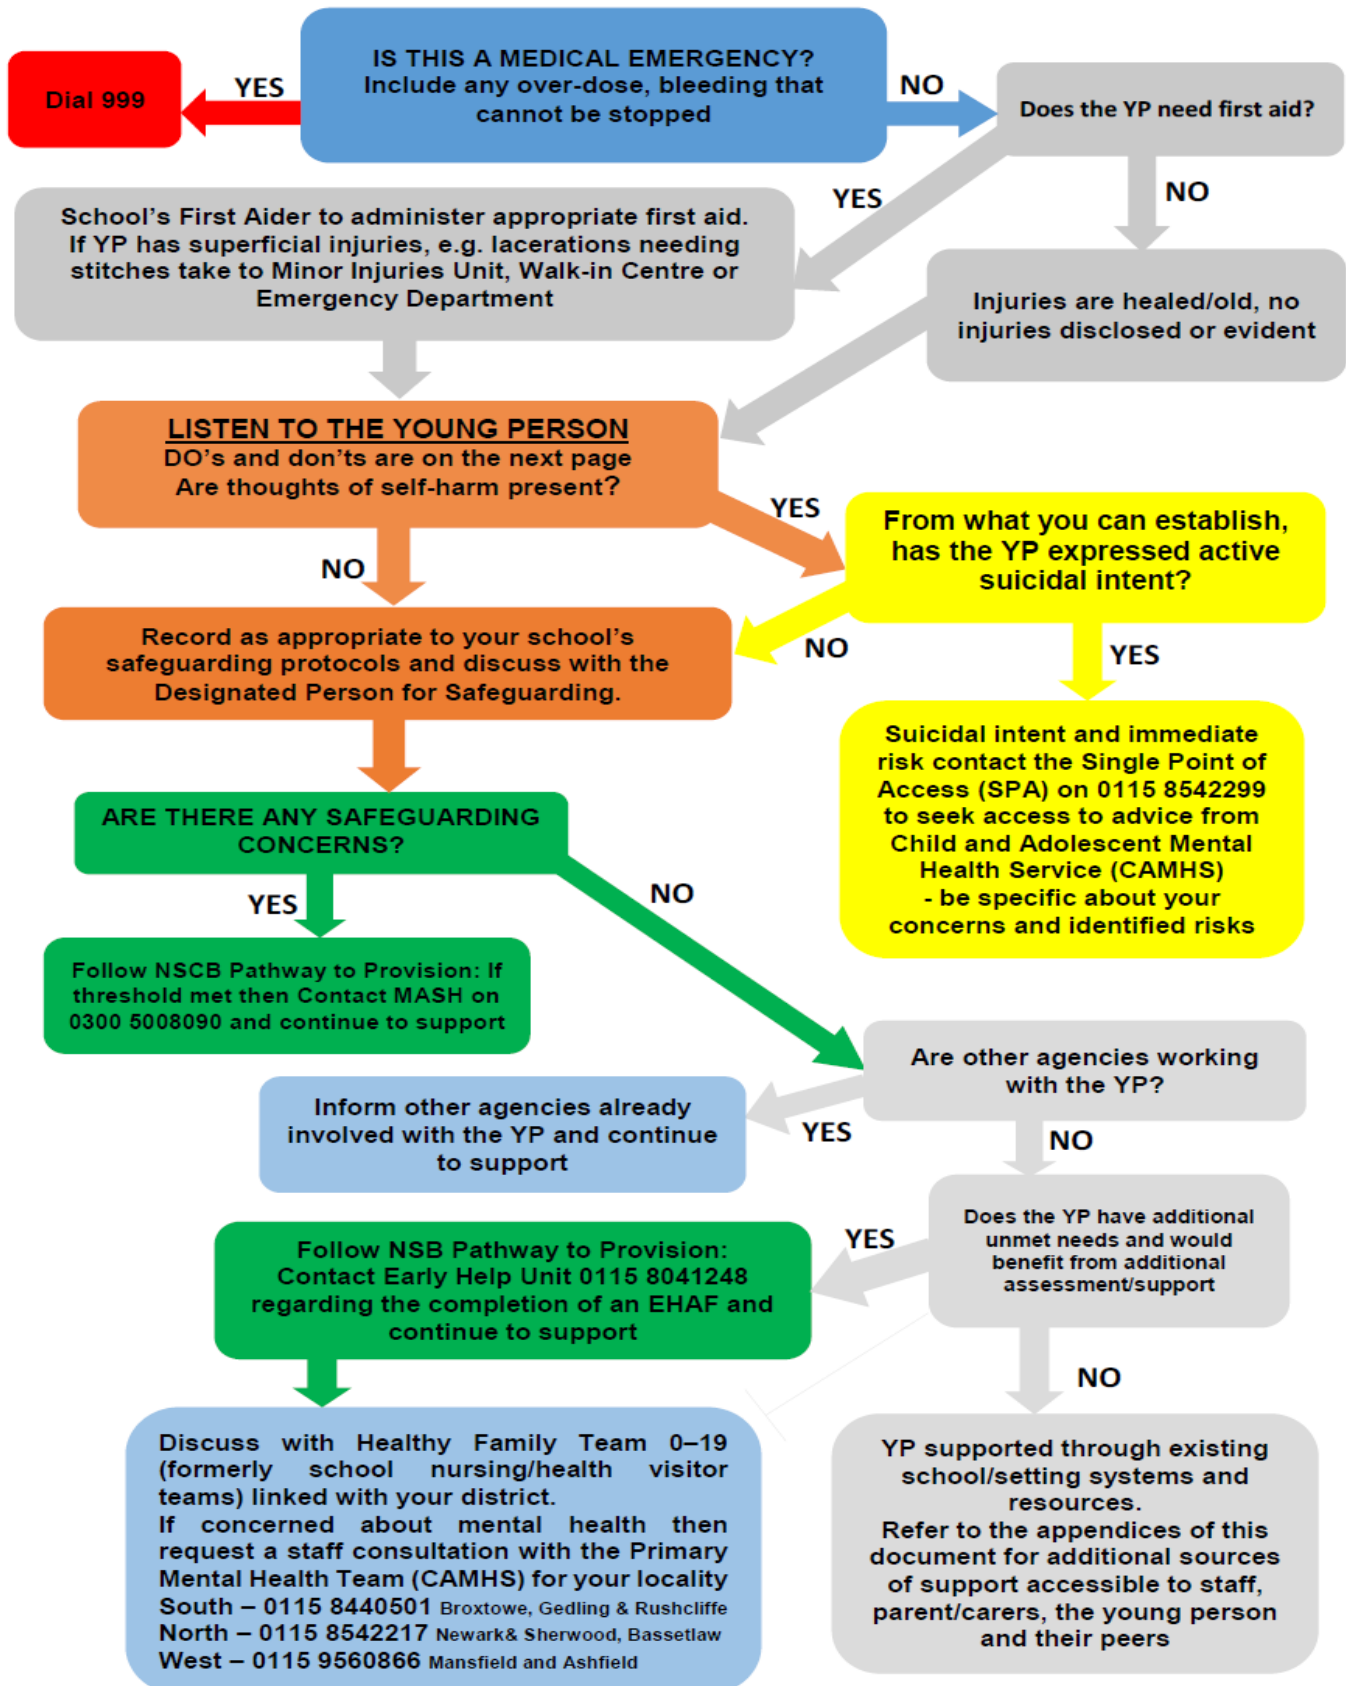 IS THIS A MEDICAL EMERGENCY?
Include any over-dose, bleeding that
cannot be stopped
YES
Dial 999
NO
Does the YP need first aid?
YES
NO
School's First Aider to administer appropriate first aid.
If YP has superficial injuries, e.g. lacerations needing
stitches take to Minor Injuries Unit, Walk-in Centre or
Emergency Department
Injuries are healed/old, no
injuries disclosed or evident
LISTEN TO THE YOUNG PERSON
DO's and don'ts are on the next page
Are thoughts of self-harm present?
YES
NO
From what you can establish,
has the YP expressed active
suicidal intent?
NO
YES
Record as appropriate to your school's
safeguarding protocols and discuss with the
Designated Person for Safeguarding.
Suicidal intent and immediate
risk contact the Single Point of
Access (SPA) on 0115 8542299
to seek access to advice from
Child and Adolescent Mental
Health Service (CAMHS)
- be specific about your
concerns and identified risks
ARE THERE ANY SAFEGUARDING
CONCERNS?
YES
NO
Follow NSCB Pathway to Provision: If
threshold met then Contact MASH on
0300 5008090 and continue to support
Are other agencies working
with the YP?
YES
NO
Inform other agencies already
involved with the YP and continue
to support
Does the YP have additional
unmet needs and would
benefit from additional
assessment/support
YES
NO
Follow NSB Pathway to Provision:
Contact Early Help Unit 0115 8041248
regarding the completion of an EHAF and
continue to support
Discuss with Healthy Family Team 0–19
(formerly school nursing/health visitor
teams) linked with your district.
If concerned about mental health then
request a staff consultation with the Primary
Mental Health Team (CAMHS) for your locality
South – 0115 8440501 Broxtowe, Gedling & Rushcliffe
North – 0115 8542217 Newark& Sherwood, Bassetlaw
West – 0115 9560866 Mansfield and Ashfield
YP supported through existing
school/setting systems and
resources.
Refer to the appendices of this
document for additional sources
of support accessible to staff,
parent/carers, the young person
and their peers